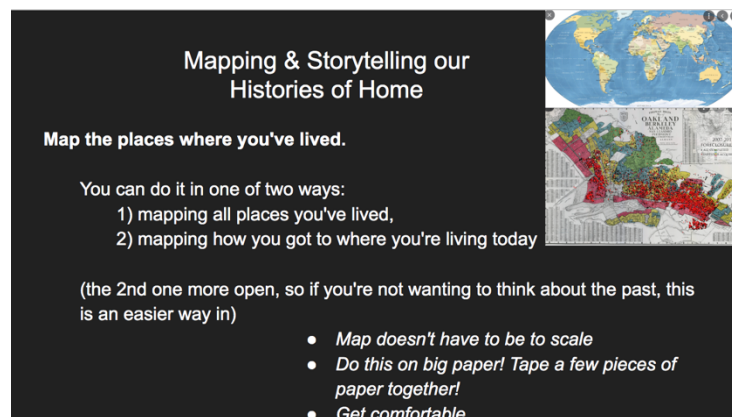 Mapping & Storytelling our
Histories of Home
OAKLAND
BERKELEY
ALAMEDA
Map the places where you've lived.
You can do it in one of two ways:
1) mapping all places you've lived,
2) mapping how you got to where you're living today
(the 2nd one more open, so if you're not wanting to think about the past, this
is an easier way in)
● Map doesn't have to be to scale
● Do this on big paper! Tape a few pieces of
paper together!
● Get comfortable